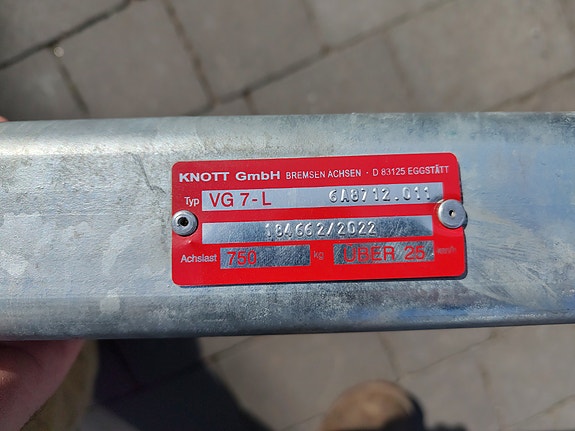 KNOTT GmbH BREMSEN ACHSEN · D 83125 EGGSTÄTT
Typ VG 7-L 6A8712.011
184662/2022
Achslast 750 kg ÜBER 25 km/h